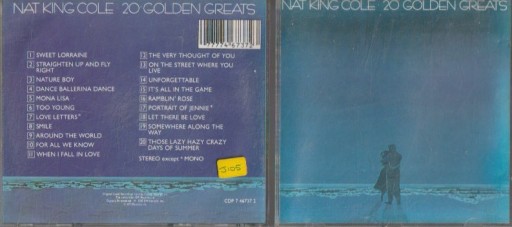 NAT KING COLE 20 GOLDEN GREATS
1 SWEET LORRAINE
2 STRAIGHTEN UP AND FLY
RIGHT
3 NATURE BOY
4 DANCE BALLERINA DANCE
5 MONA LISA
6 TOO YOUNG
7 LOVE LETTERS*
8 SMILE
9 AROUND THE WORLD
10 FOR ALL WE KNOW
11 WHEN I FALL IN LOVE
12 THE VERY THOUGHT OF YOU
13 ON THE STREET WHERE YOU
LIVE
14 UNFORGETTABLE
15 IT'S ALL IN THE GAME
16 RAMBLIN' ROSE
17 PORTRAIT OF JENNIE*
18 LET THERE BE LOVE
19 SOMEWHERE ALONG THE
WAY
20 THOSE LAZY HAZY CRAZY
DAYS OF SUMMER
STEREO except * MONO
J:05
CDP 7 46737 2
NAT KING COLE 20 GOLDEN GREATS